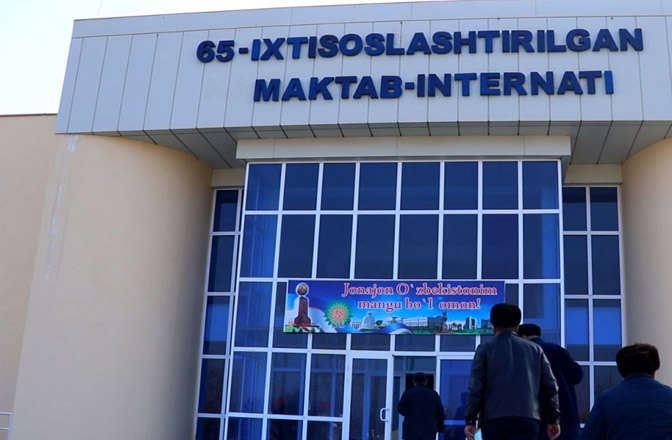 65-IXTISOSLASHTIRILGAN
MAKTAB-INTERNATI
Jonajon O`zbekistonim
mangu bo`l omon!